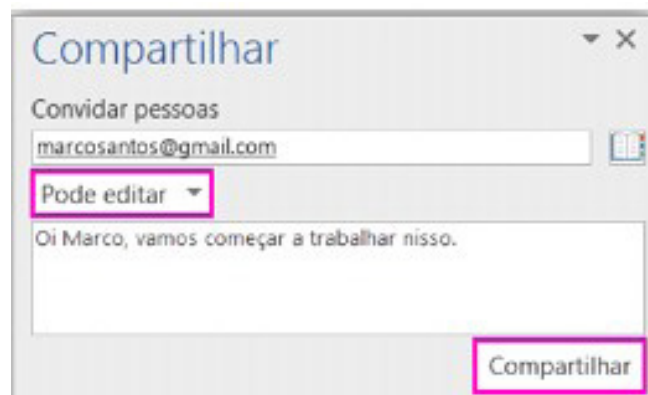 Compartilhar
Convidar pessoas
marcosantos@gmail.com
Pode editar
Oi Marco, vamos começar a trabalhar nisso.
Compartilhar